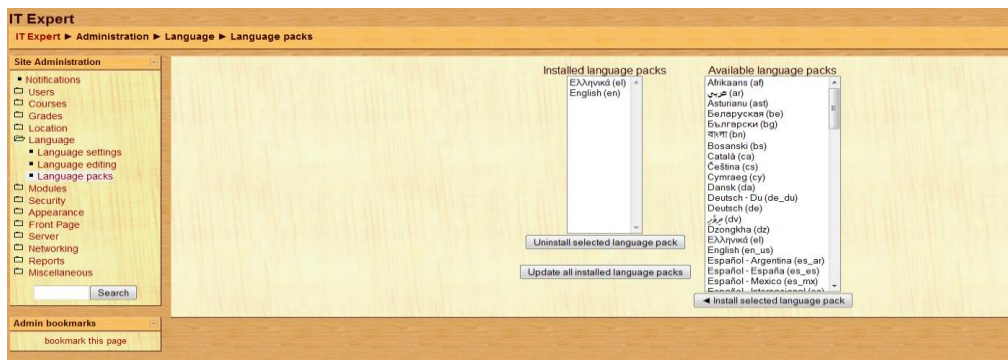 IT Expert
IT Expert ► Administration ► Language ► Language packs
Site Administration
Notifications
Users
Courses
Grades
Location
Language
Language settings
Language editing
Language packs
Modules
Security
Appearance
Front Page
Server
Networking
Reports
Miscellaneous
Search
Admin bookmarks
bookmark this page
Installed language packs
Ελληνικά (el)
English (en)
Uninstall selected language pack
Update all installed language packs
Available language packs
Afrikaans (af)
عربي (ar)
Asturianu (ast)
Беларуская (be)
Български (bg)
বাংলা (bn)
Bosanski (bs)
Català (ca)
Čeština (cs)
Cymraeg (cy)
Dansk (da)
Deutsch - Du (de_du)
Deutsch (de)
(dv)
Dzongkha (dz)
Ελληνικά (el)
English (en_us)
Español - Argentina (es_ar)
Español - España (es_es)
Español - Mexico (es_mx)
Español - Internacional (es)
◄ Install selected language pack